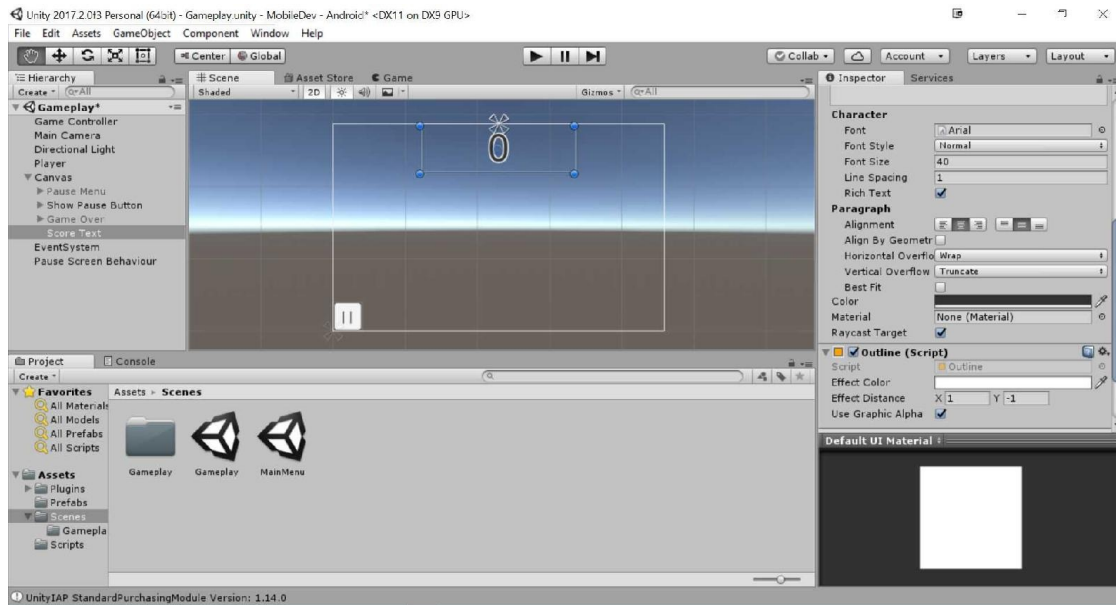 Unity 2017.2.0f3 Personal (64bit) - Gameplay.unity - MobileDev - Android* <DX11 on DX9 GPU>
File Edit Assets GameObject Component Window Help
Center Global Collab Account Layers Layout
Hierarchy
Create All
Gameplay*
Game Controller
Main Camera
Directional Light
Player
Canvas
Pause Menu
Show Pause Button
Game Over
Score Text
EventSystem
Pause Screen Behaviour
Scene Asset Store Game
Shaded 2D Gizmos All
0
Inspector Services
Character
Font Arial
Font Style Normal
Font Size 40
Line Spacing 1
Rich Text
Paragraph
Alignment
Align By Geometr
Horizontal Overflo Wrap
Vertical Overflow Truncate
Best Fit
Color
Material None (Material)
Raycast Target
Outline (Script)
Script Outline
Effect Color
Effect Distance X 1 Y -1
Use Graphic Alpha
Default UI Material
Project Console
Create
Favorites
All Materials
All Models
All Prefabs
All Scripts
Assets
Plugins
Prefabs
Scenes
Gamepla
Scripts
Assets Scenes
Gameplay Gameplay MainMenu
UnityIAP StandardPurchasingModule Version: 1.14.0